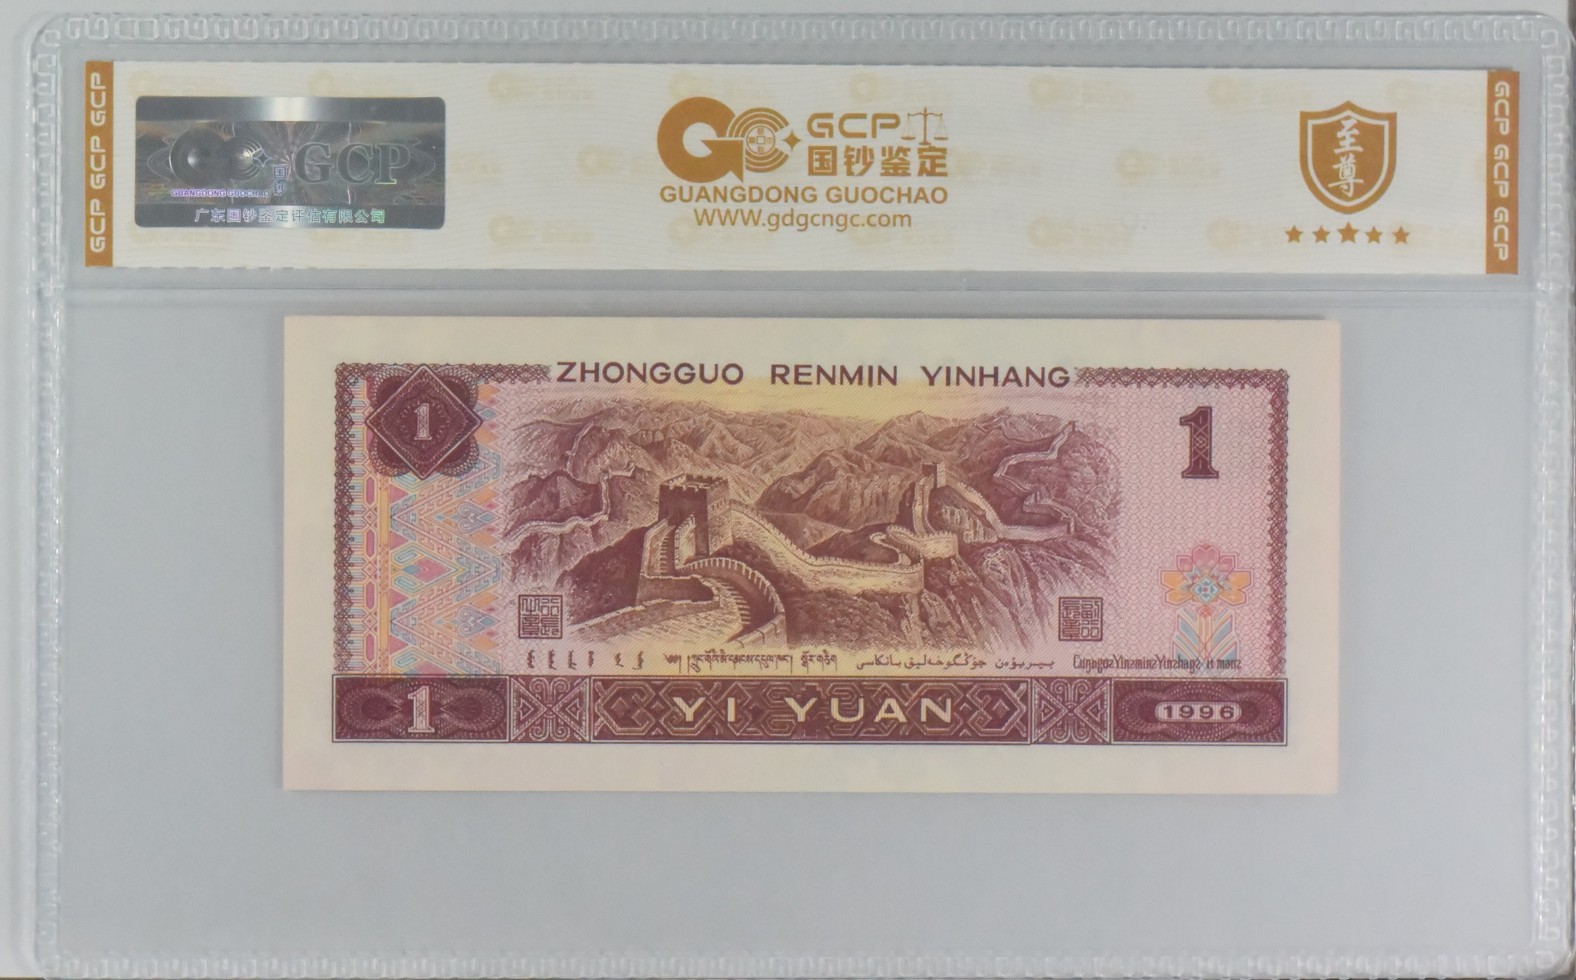 GCP GCP GCP
GCP
GUANGDONG GUOCHAO
国钞
广东国钞鉴定评估有限公司
GCP
国钞鉴定
GUANGDONG GUOCHAO
WWW.gdgcngc.com
至尊
GCP GCP GCP
ZHONGGUO RENMIN YINHANG
1
1
1
YI YUAN
1996